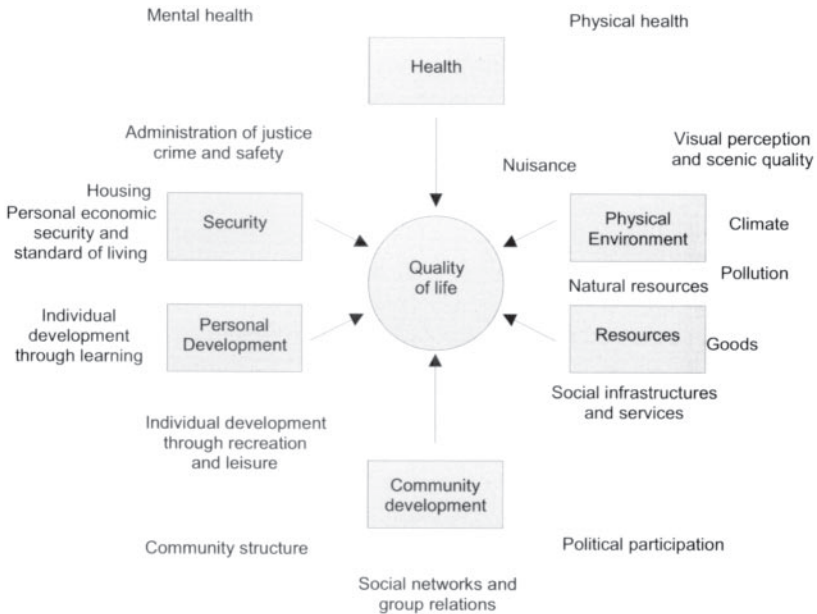 Mental health
Physical health
Health
Administration of justice
crime and safety
Visual perception
and scenic quality
Nuisance
Housing
Personal economic
security and
standard of living
Security
Physical
Environment
Climate
Quality
of life
Pollution
Natural resources
Individual
development
through learning
Personal
Development
Resources
Goods
Social infrastructures
and services
Individual development
through recreation
and leisure
Community
development
Community structure
Political participation
Social networks and
group relations